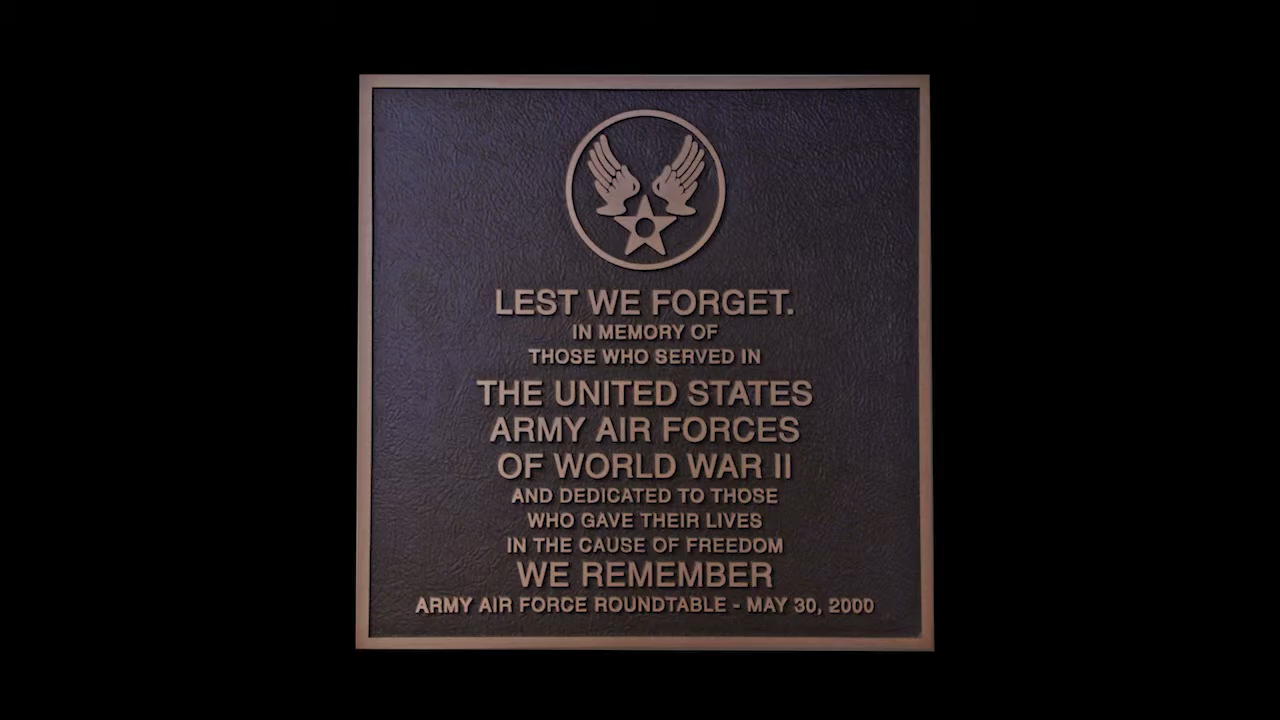 LEST WE FORGET.
IN MEMORY OF
THOSE WHO SERVED IN
THE UNITED STATES
ARMY AIR FORCES
OF WORLD WAR II
AND DEDICATED TO THOSE
WHO GAVE THEIR LIVES
IN THE CAUSE OF FREEDOM
WE REMEMBER
ARMY AIR FORCE ROUNDTABLE - MAY 30, 2000